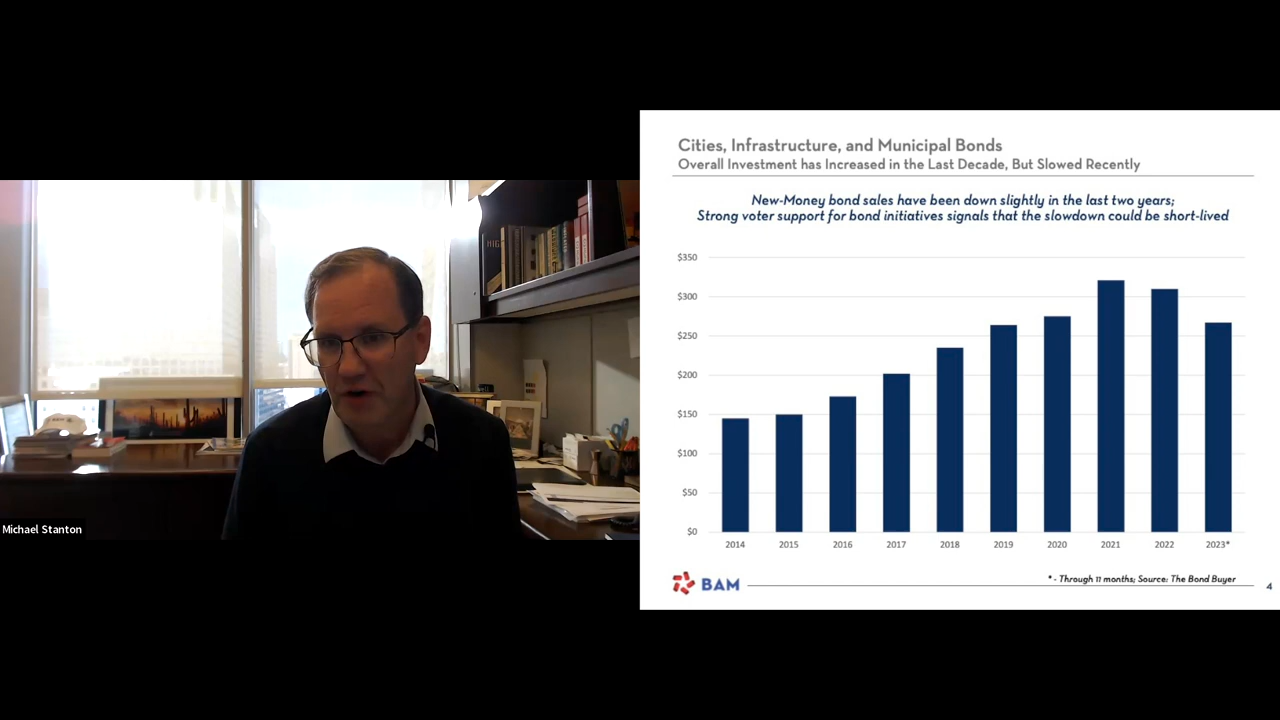 Michael Stanton
Cities, Infrastructure, and Municipal Bonds
Overall Investment has Increased in the Last Decade, But Slowed Recently
New-Money bond sales have been down slightly in the last two years;
Strong voter support for bond initiatives signals that the slowdown could be short-lived
$350
$300
$250
$200
$150
$100
$50
$0
2014 2015 2016 2017 2018 2019 2020 2021 2022 2023*
* - Through 11 months; Source: The Bond Buyer
BAM
4